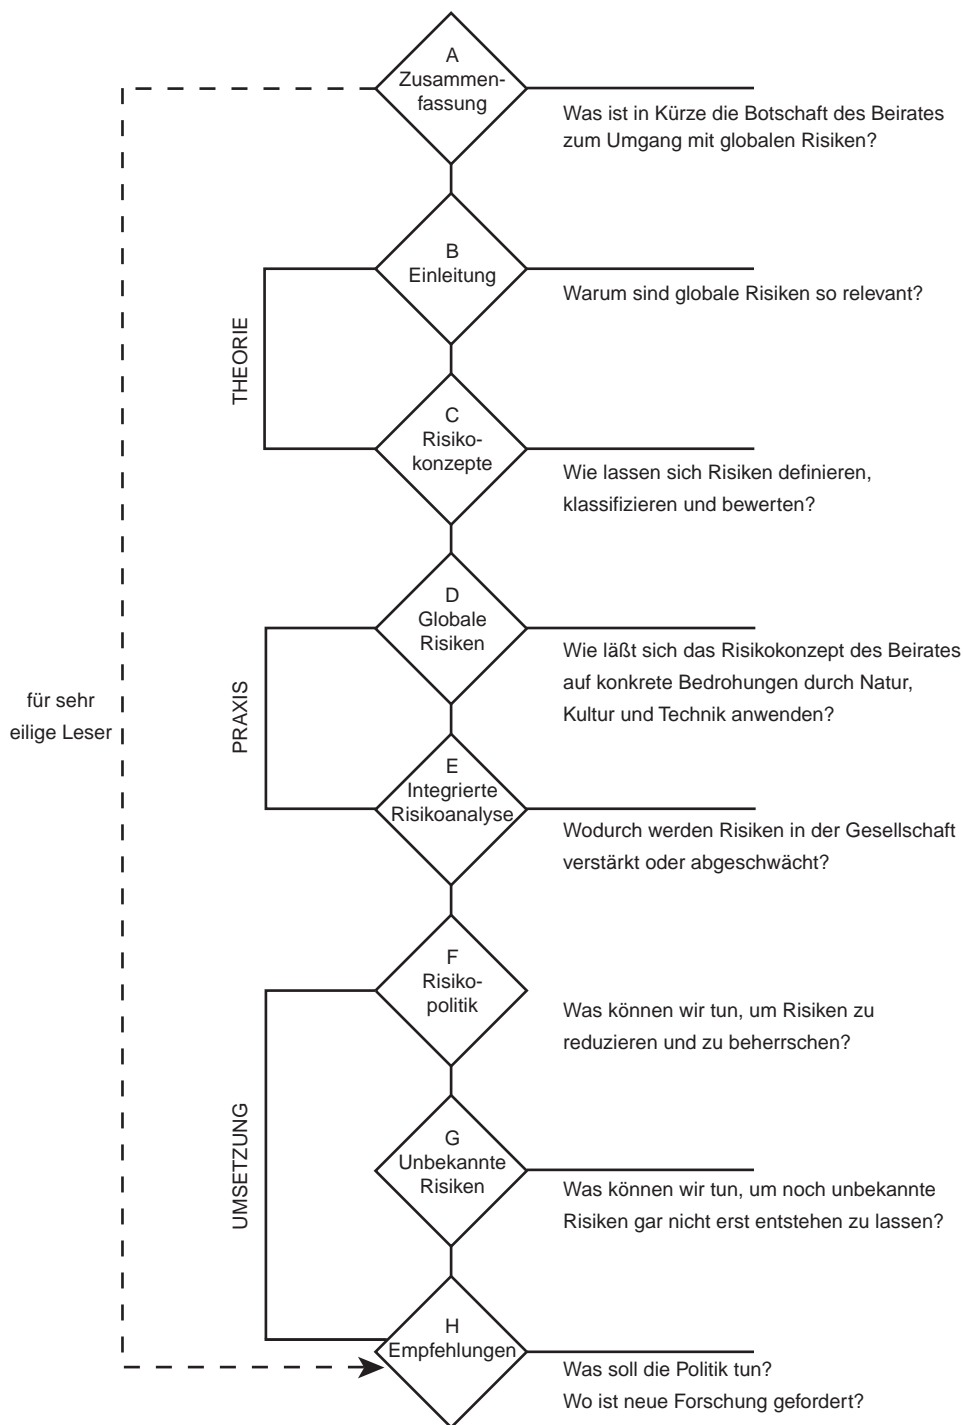 A
Zusammen-
fassung
Was ist in Kürze die Botschaft des Beirates
zum Umgang mit globalen Risiken?
B
Einleitung
Warum sind globale Risiken so relevant?
THEORIE
C
Risiko-
konzepte
Wie lassen sich Risiken definieren,
klassifizieren und bewerten?
D
Globale
Risiken
Wie läßt sich das Risikokonzept des Beirates
auf konkrete Bedrohungen durch Natur,
Kultur und Technik anwenden?
für sehr
eilige Leser
PRAXIS
E
Integrierte
Risikoanalyse
Wodurch werden Risiken in der Gesellschaft
verstärkt oder abgeschwächt?
F
Risiko-
politik
Was können wir tun, um Risiken zu
reduzieren und zu beherrschen?
UMSETZUNG
G
Unbekannte
Risiken
Was können wir tun, um noch unbekannte
Risiken gar nicht erst entstehen zu lassen?
H
Empfehlungen
Was soll die Politik tun?
Wo ist neue Forschung gefordert?